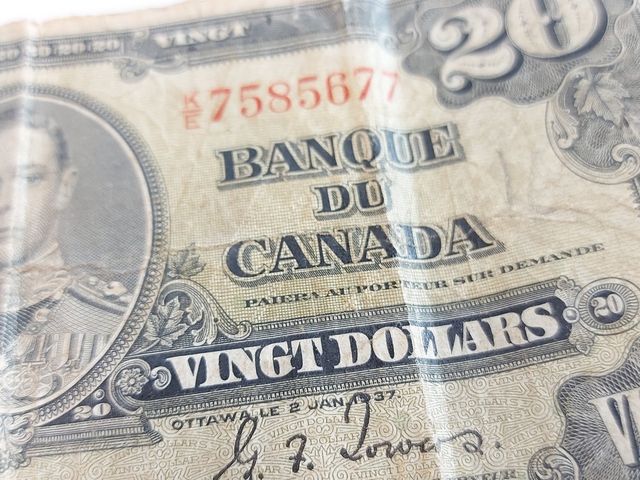 20 20 20 VINGT 20
K/E 7585677
BANQUE
DU
CANADA
PAIERA AU PORTEUR SUR DEMANDE
VINGT DOLLARS 20
20
OTTAWA, LE 2 JAN. 1937.
G. F. Towers.